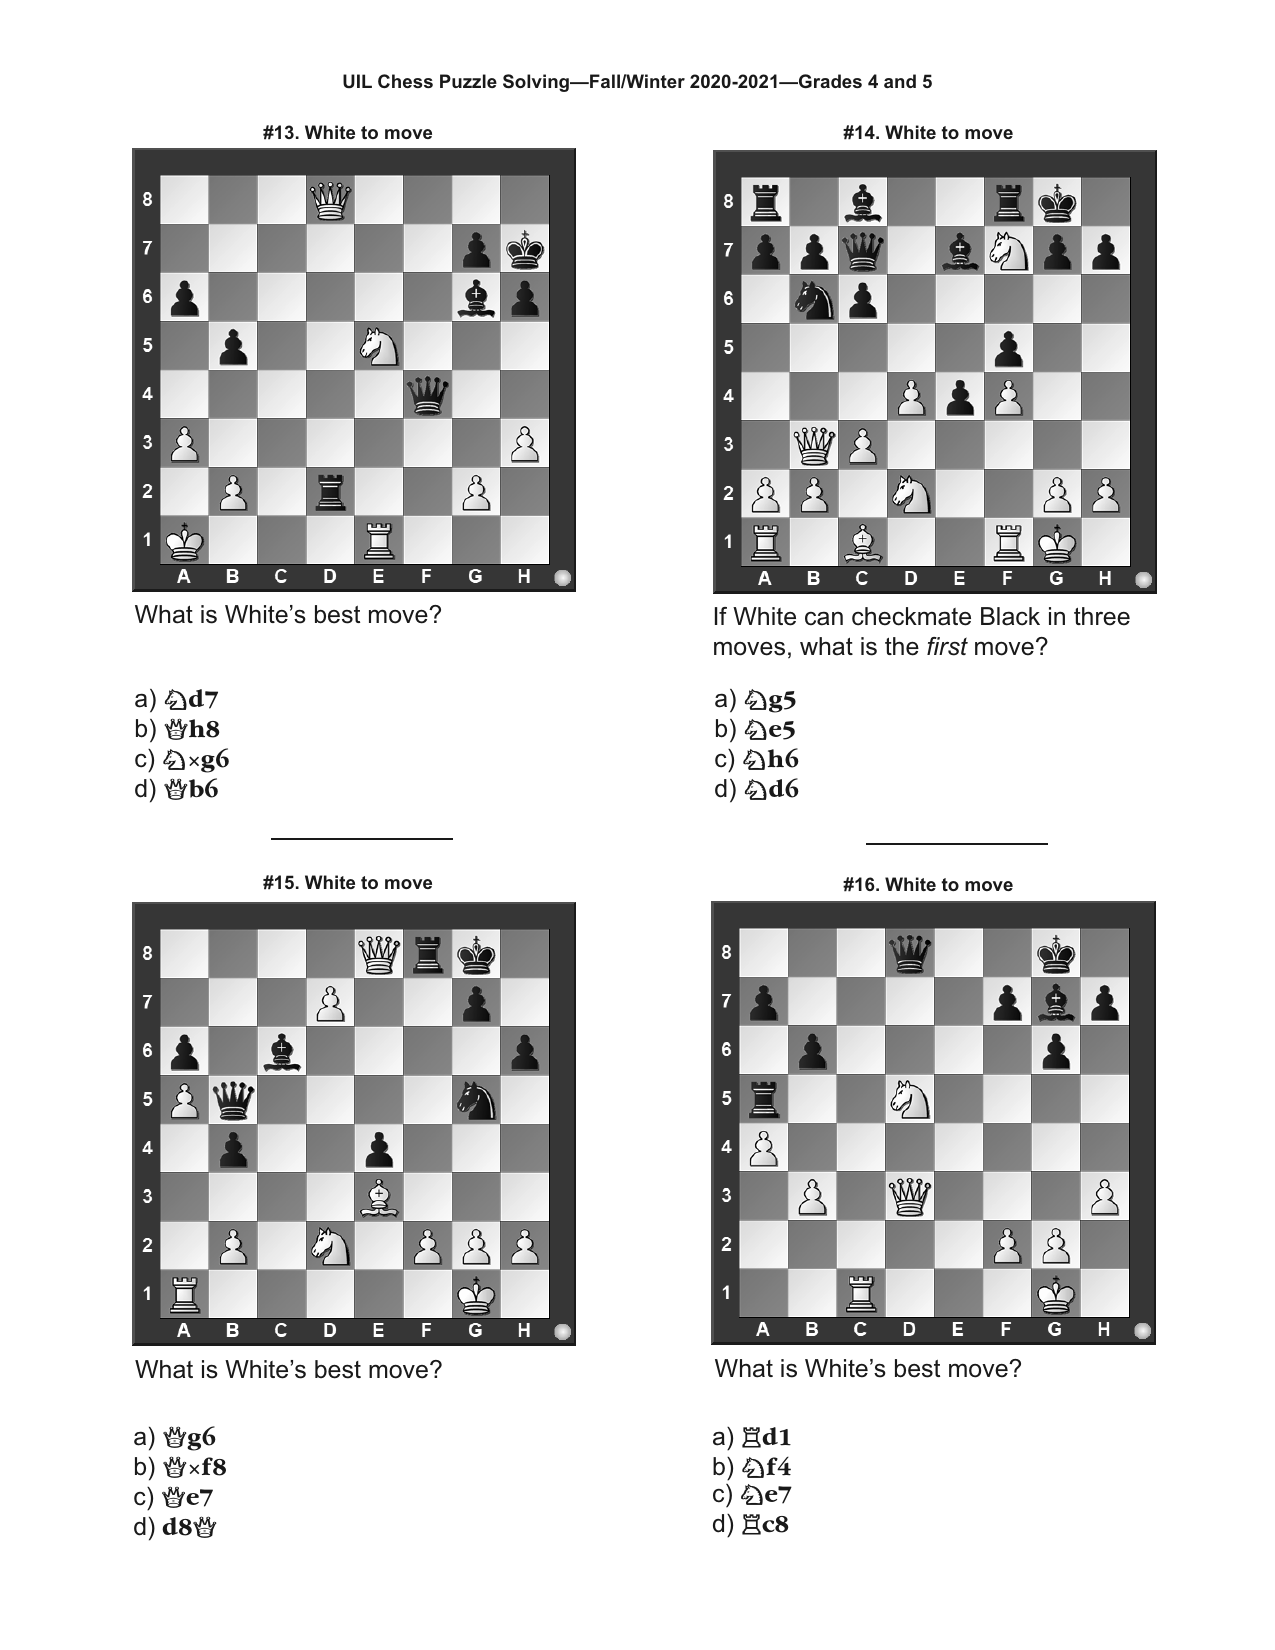 UIL Chess Puzzle Solving—Fall/Winter 2020-2021—Grades 4 and 5
#13. White to move
8
7
6
5
4
3
2
1
A B C D E F G H
What is White’s best move?
a) ♘d7
b) ♕h8
c) ♘×g6
d) ♕b6
#14. White to move
8
7
6
5
4
3
2
1
A B C D E F G H
If White can checkmate Black in three
moves, what is the first move?
a) ♘g5
b) ♘e5
c) ♘h6
d) ♘d6
#15. White to move
8
7
6
5
4
3
2
1
A B C D E F G H
What is White’s best move?
a) ♕g6
b) ♕×f8
c) ♕e7
d) d8♕
#16. White to move
8
7
6
5
4
3
2
1
A B C D E F G H
What is White’s best move?
a) ♖d1
b) ♘f4
c) ♘e7
d) ♖c8